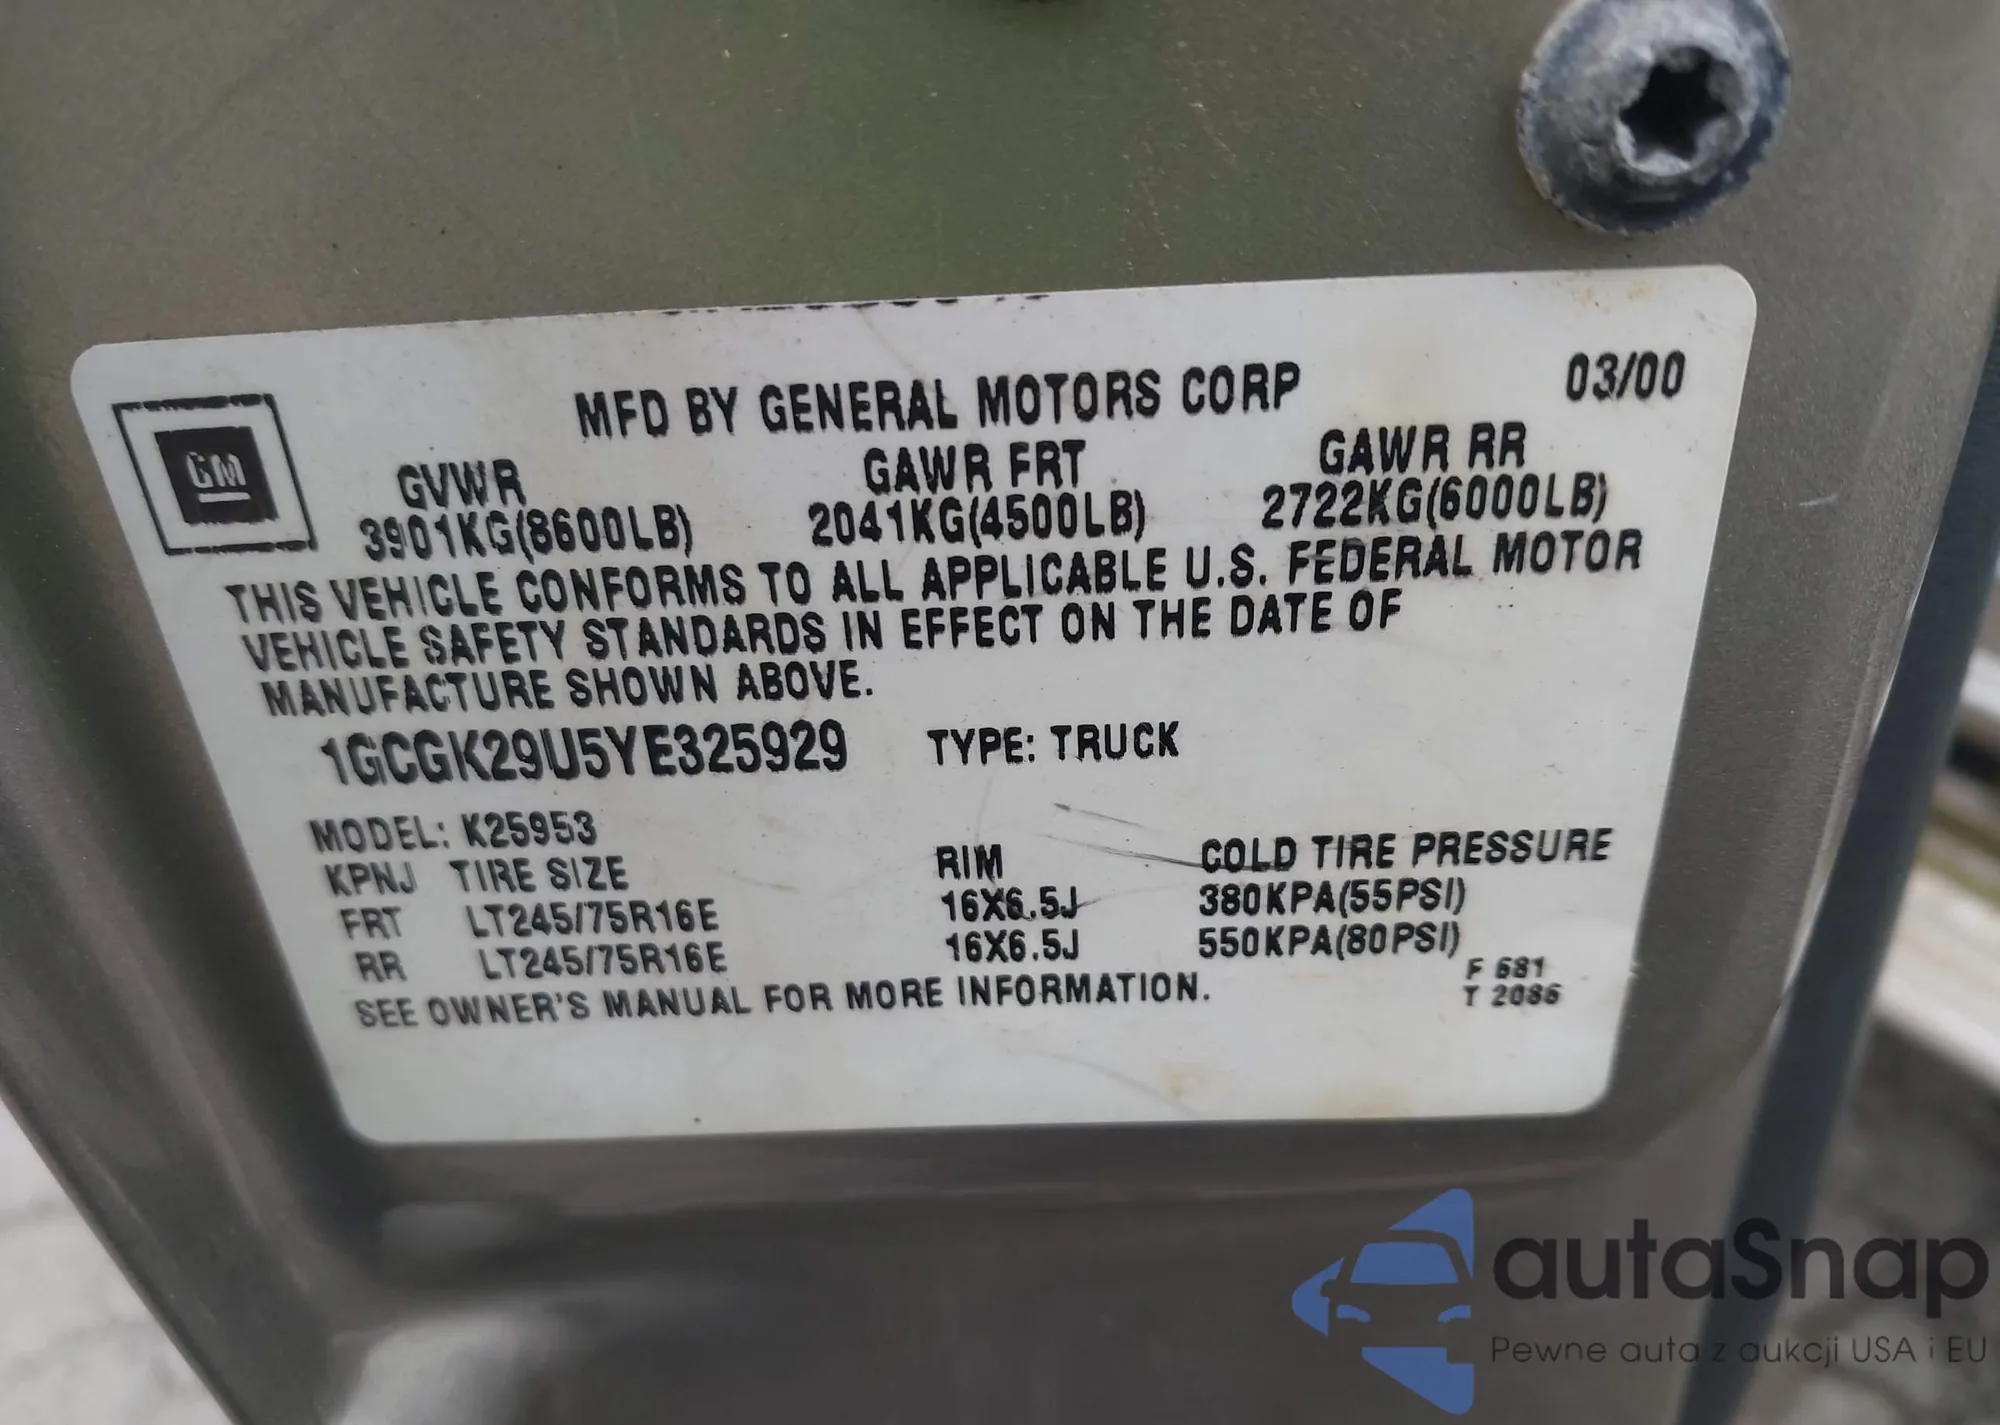 03/00
MFD BY GENERAL MOTORS CORP
GM
GVWR GAWR FRT GAWR RR
3901KG(8600LB) 2041KG(4500LB) 2722KG(6000LB)
THIS VEHICLE CONFORMS TO ALL APPLICABLE U.S. FEDERAL MOTOR
VEHICLE SAFETY STANDARDS IN EFFECT ON THE DATE OF
MANUFACTURE SHOWN ABOVE.
1GCGK29U5YE325929 TYPE: TRUCK
MODEL: K25953
KPNJ TIRE SIZE RIM COLD TIRE PRESSURE
FRT LT245/75R16E 16X6.5J 380KPA(55PSI)
RR LT245/75R16E 16X6.5J 550KPA(80PSI)
SEE OWNER'S MANUAL FOR MORE INFORMATION.
F 681
T 2086
autaSnap
Pewne auta z aukcji USA i EU